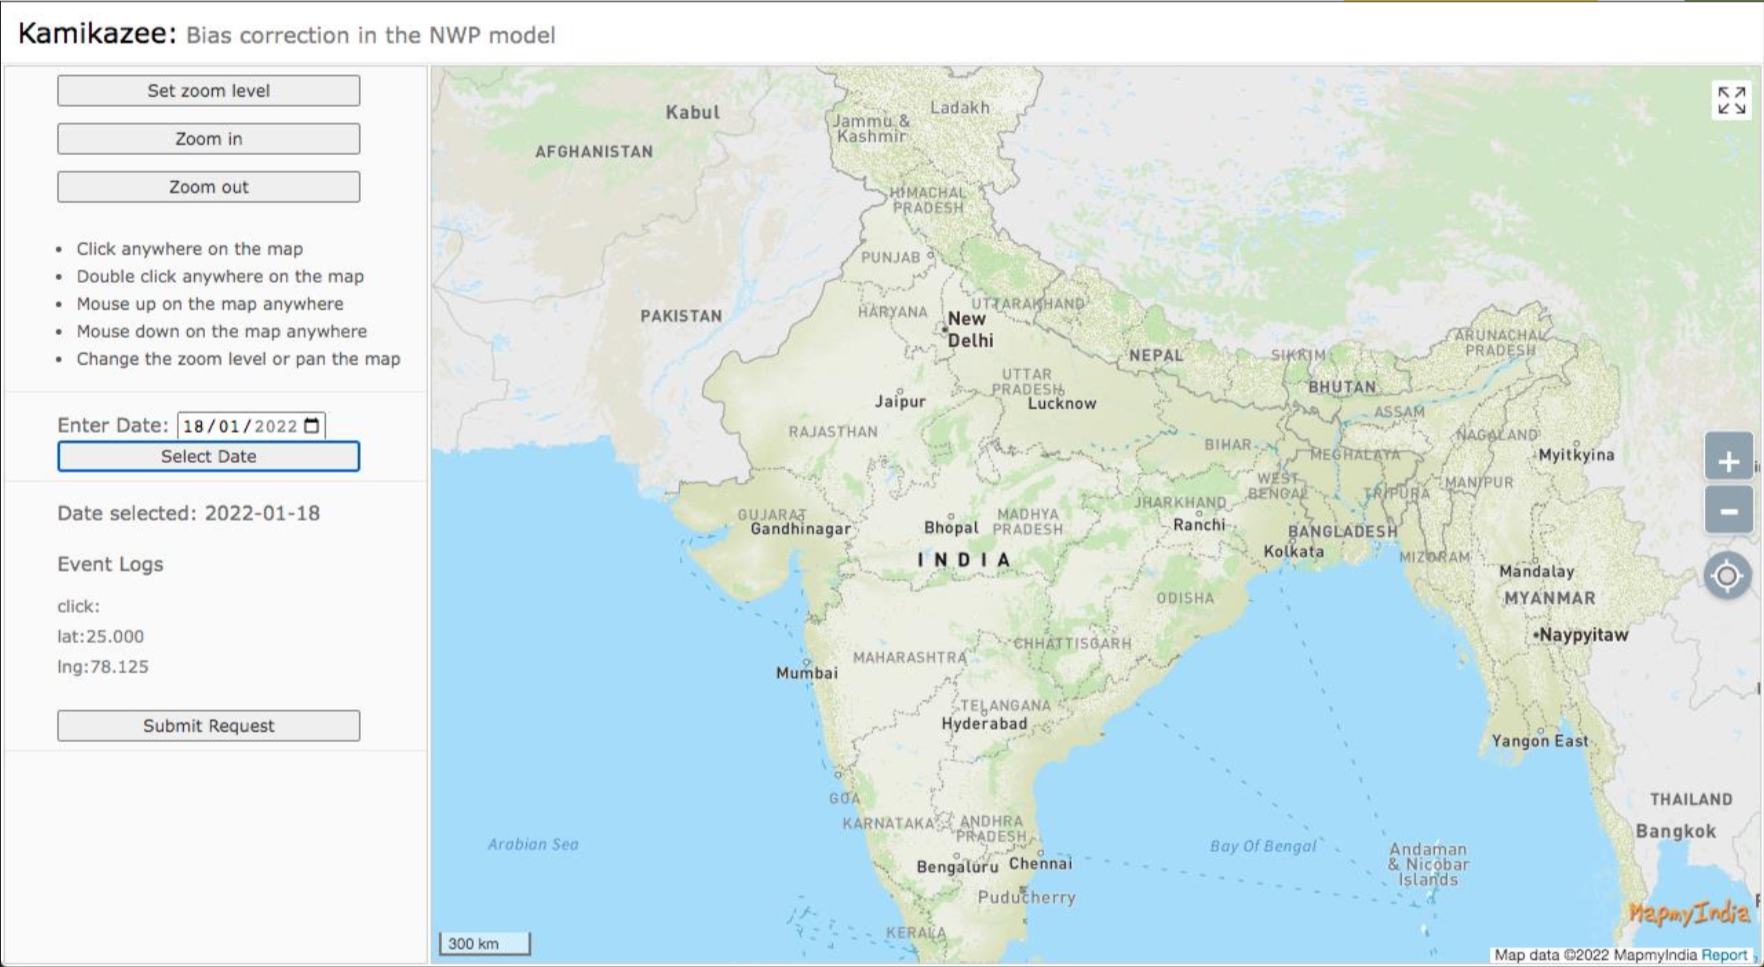 Kamikazee: Bias correction in the NWP model
Set zoom level
Zoom in
Zoom out
• Click anywhere on the map
• Double click anywhere on the map
• Mouse up on the map anywhere
• Mouse down on the map anywhere
• Change the zoom level or pan the map
Enter Date: 18/01/2022
Select Date
Date selected: 2022-01-18
Event Logs
click:
lat:25.000
lng:78.125
Submit Request
Kabul
Ladakh
Jammu &
Kashmir
AFGHANISTAN
HIMACHAL
PRADESH
PUNJAB
UTTARAKHAND
HARYANA
PAKISTAN
New
Delhi
ARUNACHAL
PRADESH
NEPAL
SIKKIM
UTTAR
PRADESH
BHUTAN
Jaipur
Lucknow
ASSAM
RAJASTHAN
NAGALAND
BIHAR
MEGHALAYA
Myitkyina
WEST
BENGAL
MANIPUR
TRIPURA
JHARKHAND
GUJARAT
Gandhinagar
Bhopal
MADHYA
PRADESH
Ranchi
BANGLADESH
Kolkata
MIZORAM
INDIA
Mandalay
MYANMAR
ODISHA
Naypyitaw
CHHATTISGARH
MAHARASHTRA
Mumbai
TELANGANA
Hyderabad
Yangon East
GOA
THAILAND
KARNATAKA
ANDHRA
PRADESH
Bangkok
Arabian Sea
Bay Of Bengal
Andaman
& Nicobar
Islands
Bengaluru
Chennai
Puducherry
KERALA
MapmyIndia
300 km
Map data ©2022 MapmyIndia Report
+
−